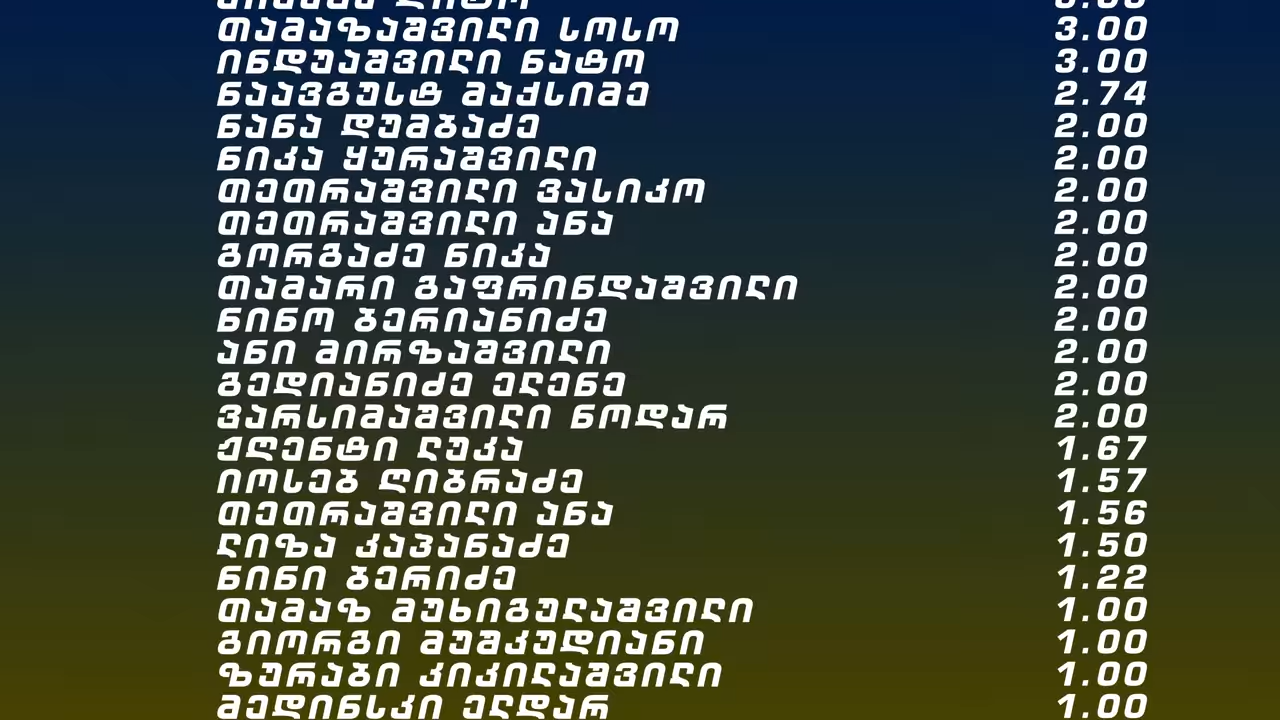 თამაზაშვილი სოსო 3.00
ინდუაშვილი ნატო 3.00
ნაავგუსტ მაქსიმე 2.74
ნანა დუმბაძე 2.00
ნიკა ყურაშვილი 2.00
თეთრაშვილი ვასიკო 2.00
თეთრაშვილი ანა 2.00
გორგაძე ნიკა 2.00
თამარი გაფრინდაშვილი 2.00
ნინო ბერიანიძე 2.00
ანი მირზაშვილი 2.00
გედიანიძე ელენე 2.00
ვარსიმაშვილი ნოდარ 2.00
ჟღენტი ლუკა 1.67
იოსებ ღიბრაძე 1.57
თეთრაშვილი ანა 1.56
ლიზა კაპანაძე 1.50
ნინი ბერიძე 1.22
თამაზ მუხიგულაშვილი 1.00
გიორგი მუშკუდიანი 1.00
ზურაბი კიკილაშვილი 1.00
მედინსკი ელდარ 1.00